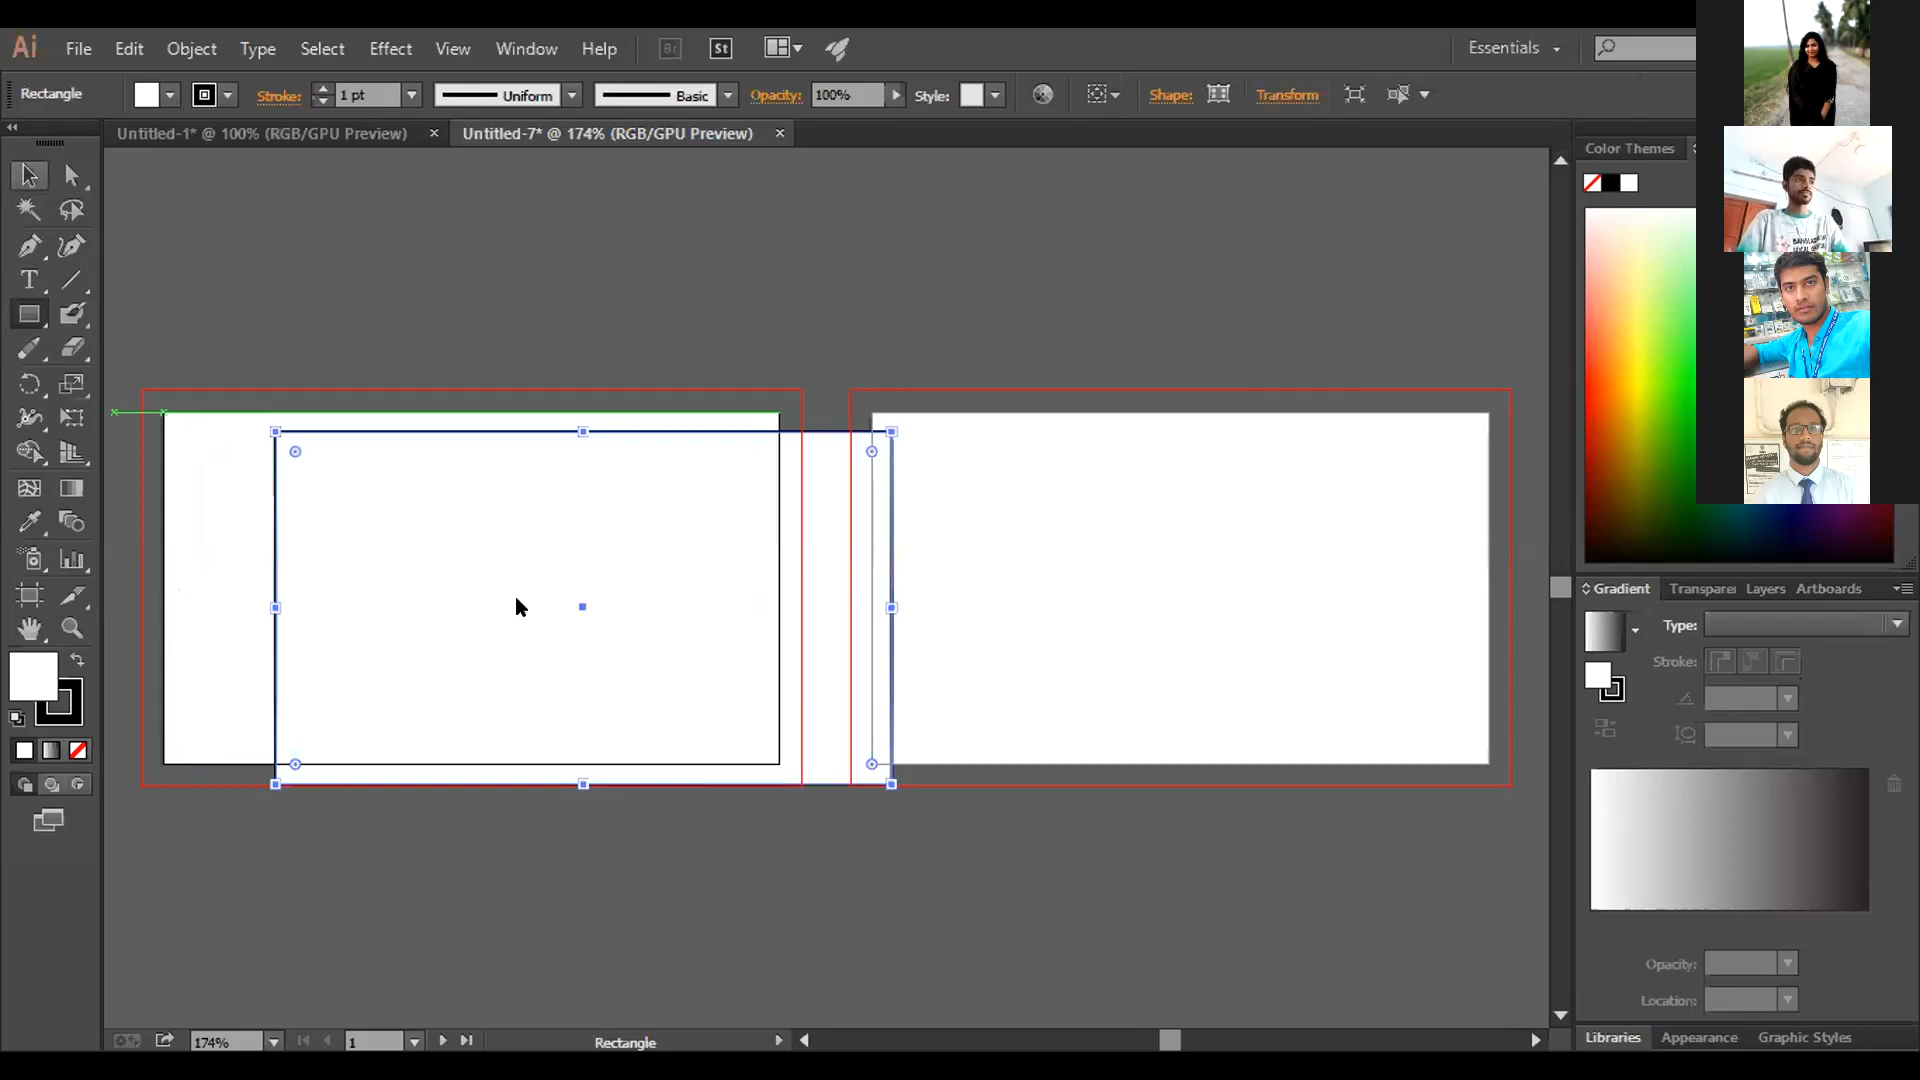 Ai File Edit Object Type Select Effect View Window Help Br St Essentials
Rectangle Stroke: 1 pt Uniform Basic Opacity: 100% Style: Shape: Transform
Untitled-1* @ 100% (RGB/GPU Preview) × Untitled-7* @ 174% (RGB/GPU Preview) ×
Color Themes
T
Gradient Transparei Layers Artboards
Type:
Stroke:
Opacity:
Location:
174% 1 Rectangle
Libraries Appearance Graphic Styles